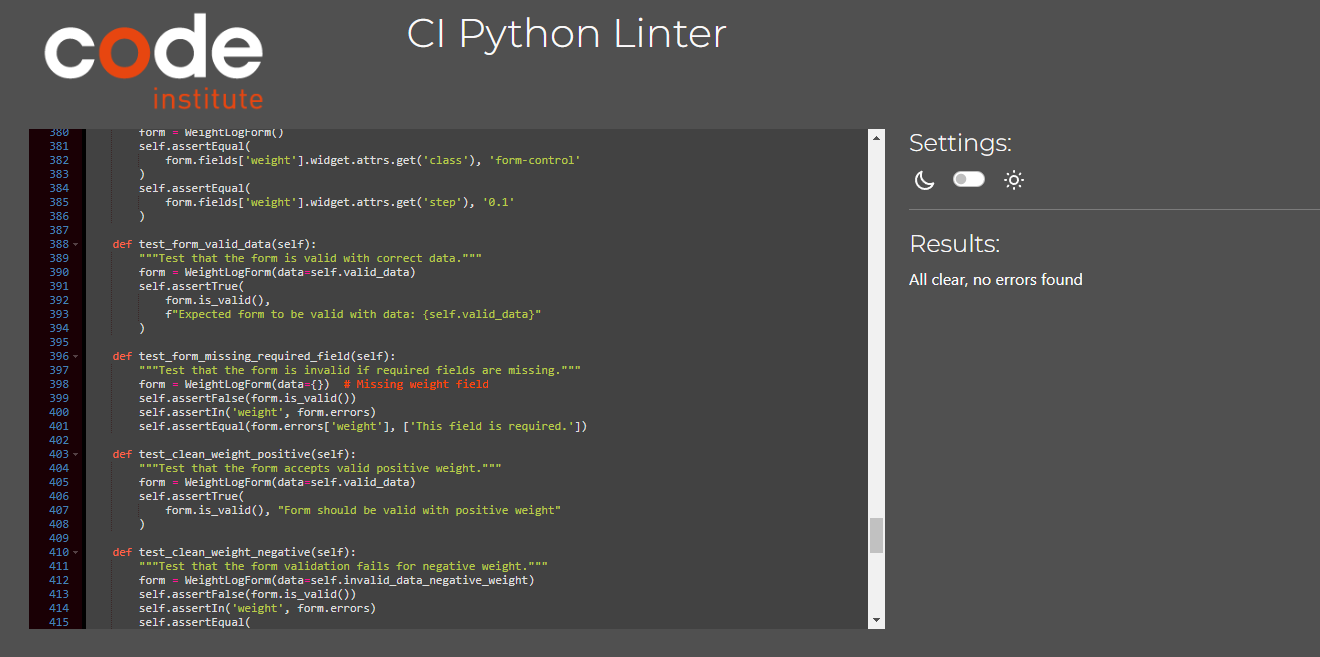 code
institute
CI Python Linter
380 form = WeightLogForm()
381 self.assertEqual(
382 form.fields['weight'].widget.attrs.get('class'), 'form-control'
383 )
384 self.assertEqual(
385 form.fields['weight'].widget.attrs.get('step'), '0.1'
386 )
387
388 def test_form_valid_data(self):
389 """Test that the form is valid with correct data."""
390 form = WeightLogForm(data=self.valid_data)
391 self.assertTrue(
392 form.is_valid(),
393 f"Expected form to be valid with data: {self.valid_data}"
394 )
395
396 def test_form_missing_required_field(self):
397 """Test that the form is invalid if required fields are missing."""
398 form = WeightLogForm(data={})  # Missing weight field
399 self.assertFalse(form.is_valid())
400 self.assertIn('weight', form.errors)
401 self.assertEqual(form.errors['weight'], ['This field is required.'])
402
403 def test_clean_weight_positive(self):
404 """Test that the form accepts valid positive weight."""
405 form = WeightLogForm(data=self.valid_data)
406 self.assertTrue(
407 form.is_valid(), "Form should be valid with positive weight"
408 )
409
410 def test_clean_weight_negative(self):
411 """Test that the form validation fails for negative weight."""
412 form = WeightLogForm(data=self.invalid_data_negative_weight)
413 self.assertFalse(form.is_valid())
414 self.assertIn('weight', form.errors)
415 self.assertEqual(
Settings:
Results:
All clear, no errors found